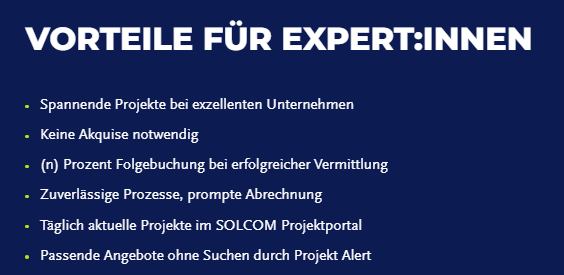 VORTEILE FÜR EXPERT:INNEN
• Spannende Projekte bei exzellenten Unternehmen
• Keine Akquise notwendig
• (n) Prozent Folgebuchung bei erfolgreicher Vermittlung
• Zuverlässige Prozesse, prompte Abrechnung
• Täglich aktuelle Projekte im SOLCOM Projektportal
• Passende Angebote ohne Suchen durch Projekt Alert